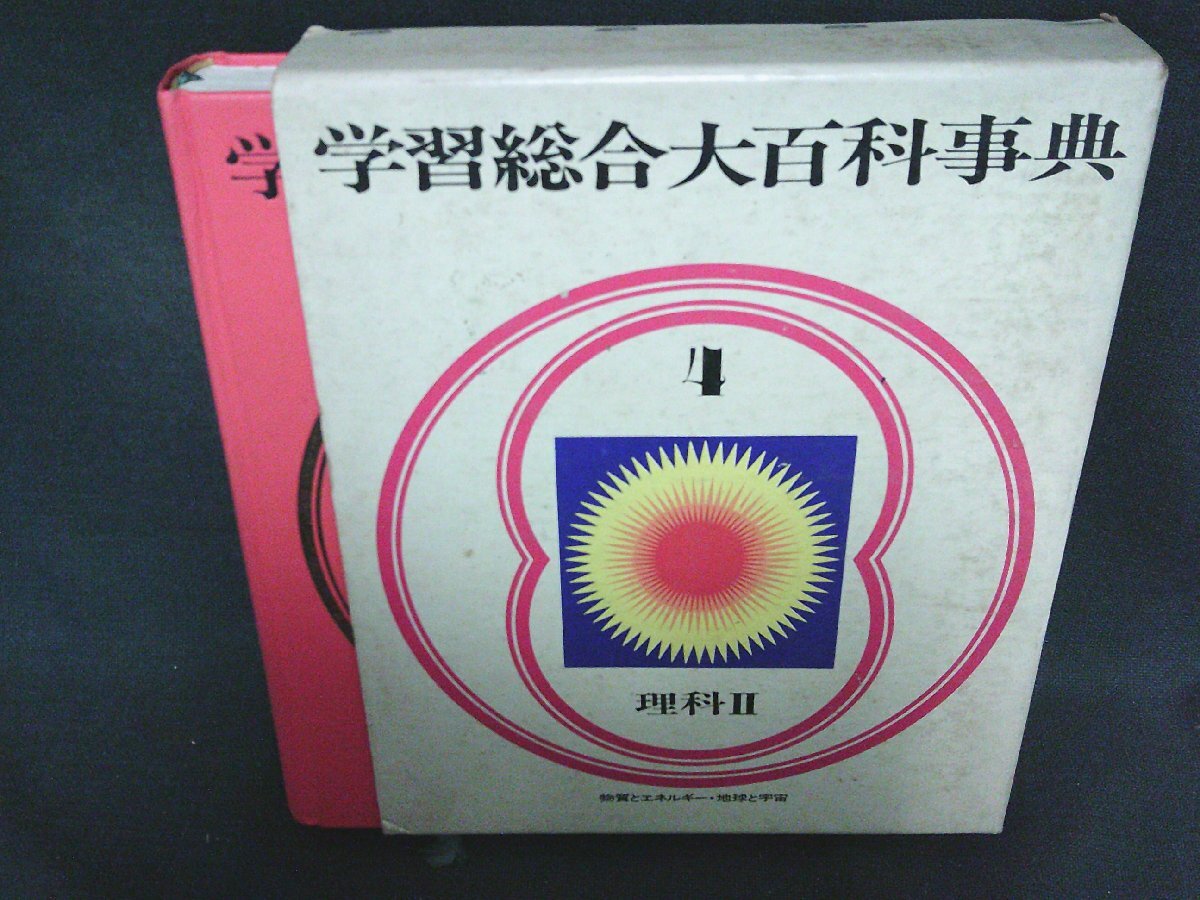 学習総合大百科事典
学
4
理科II
物質とエネルギー・地球と宇宙